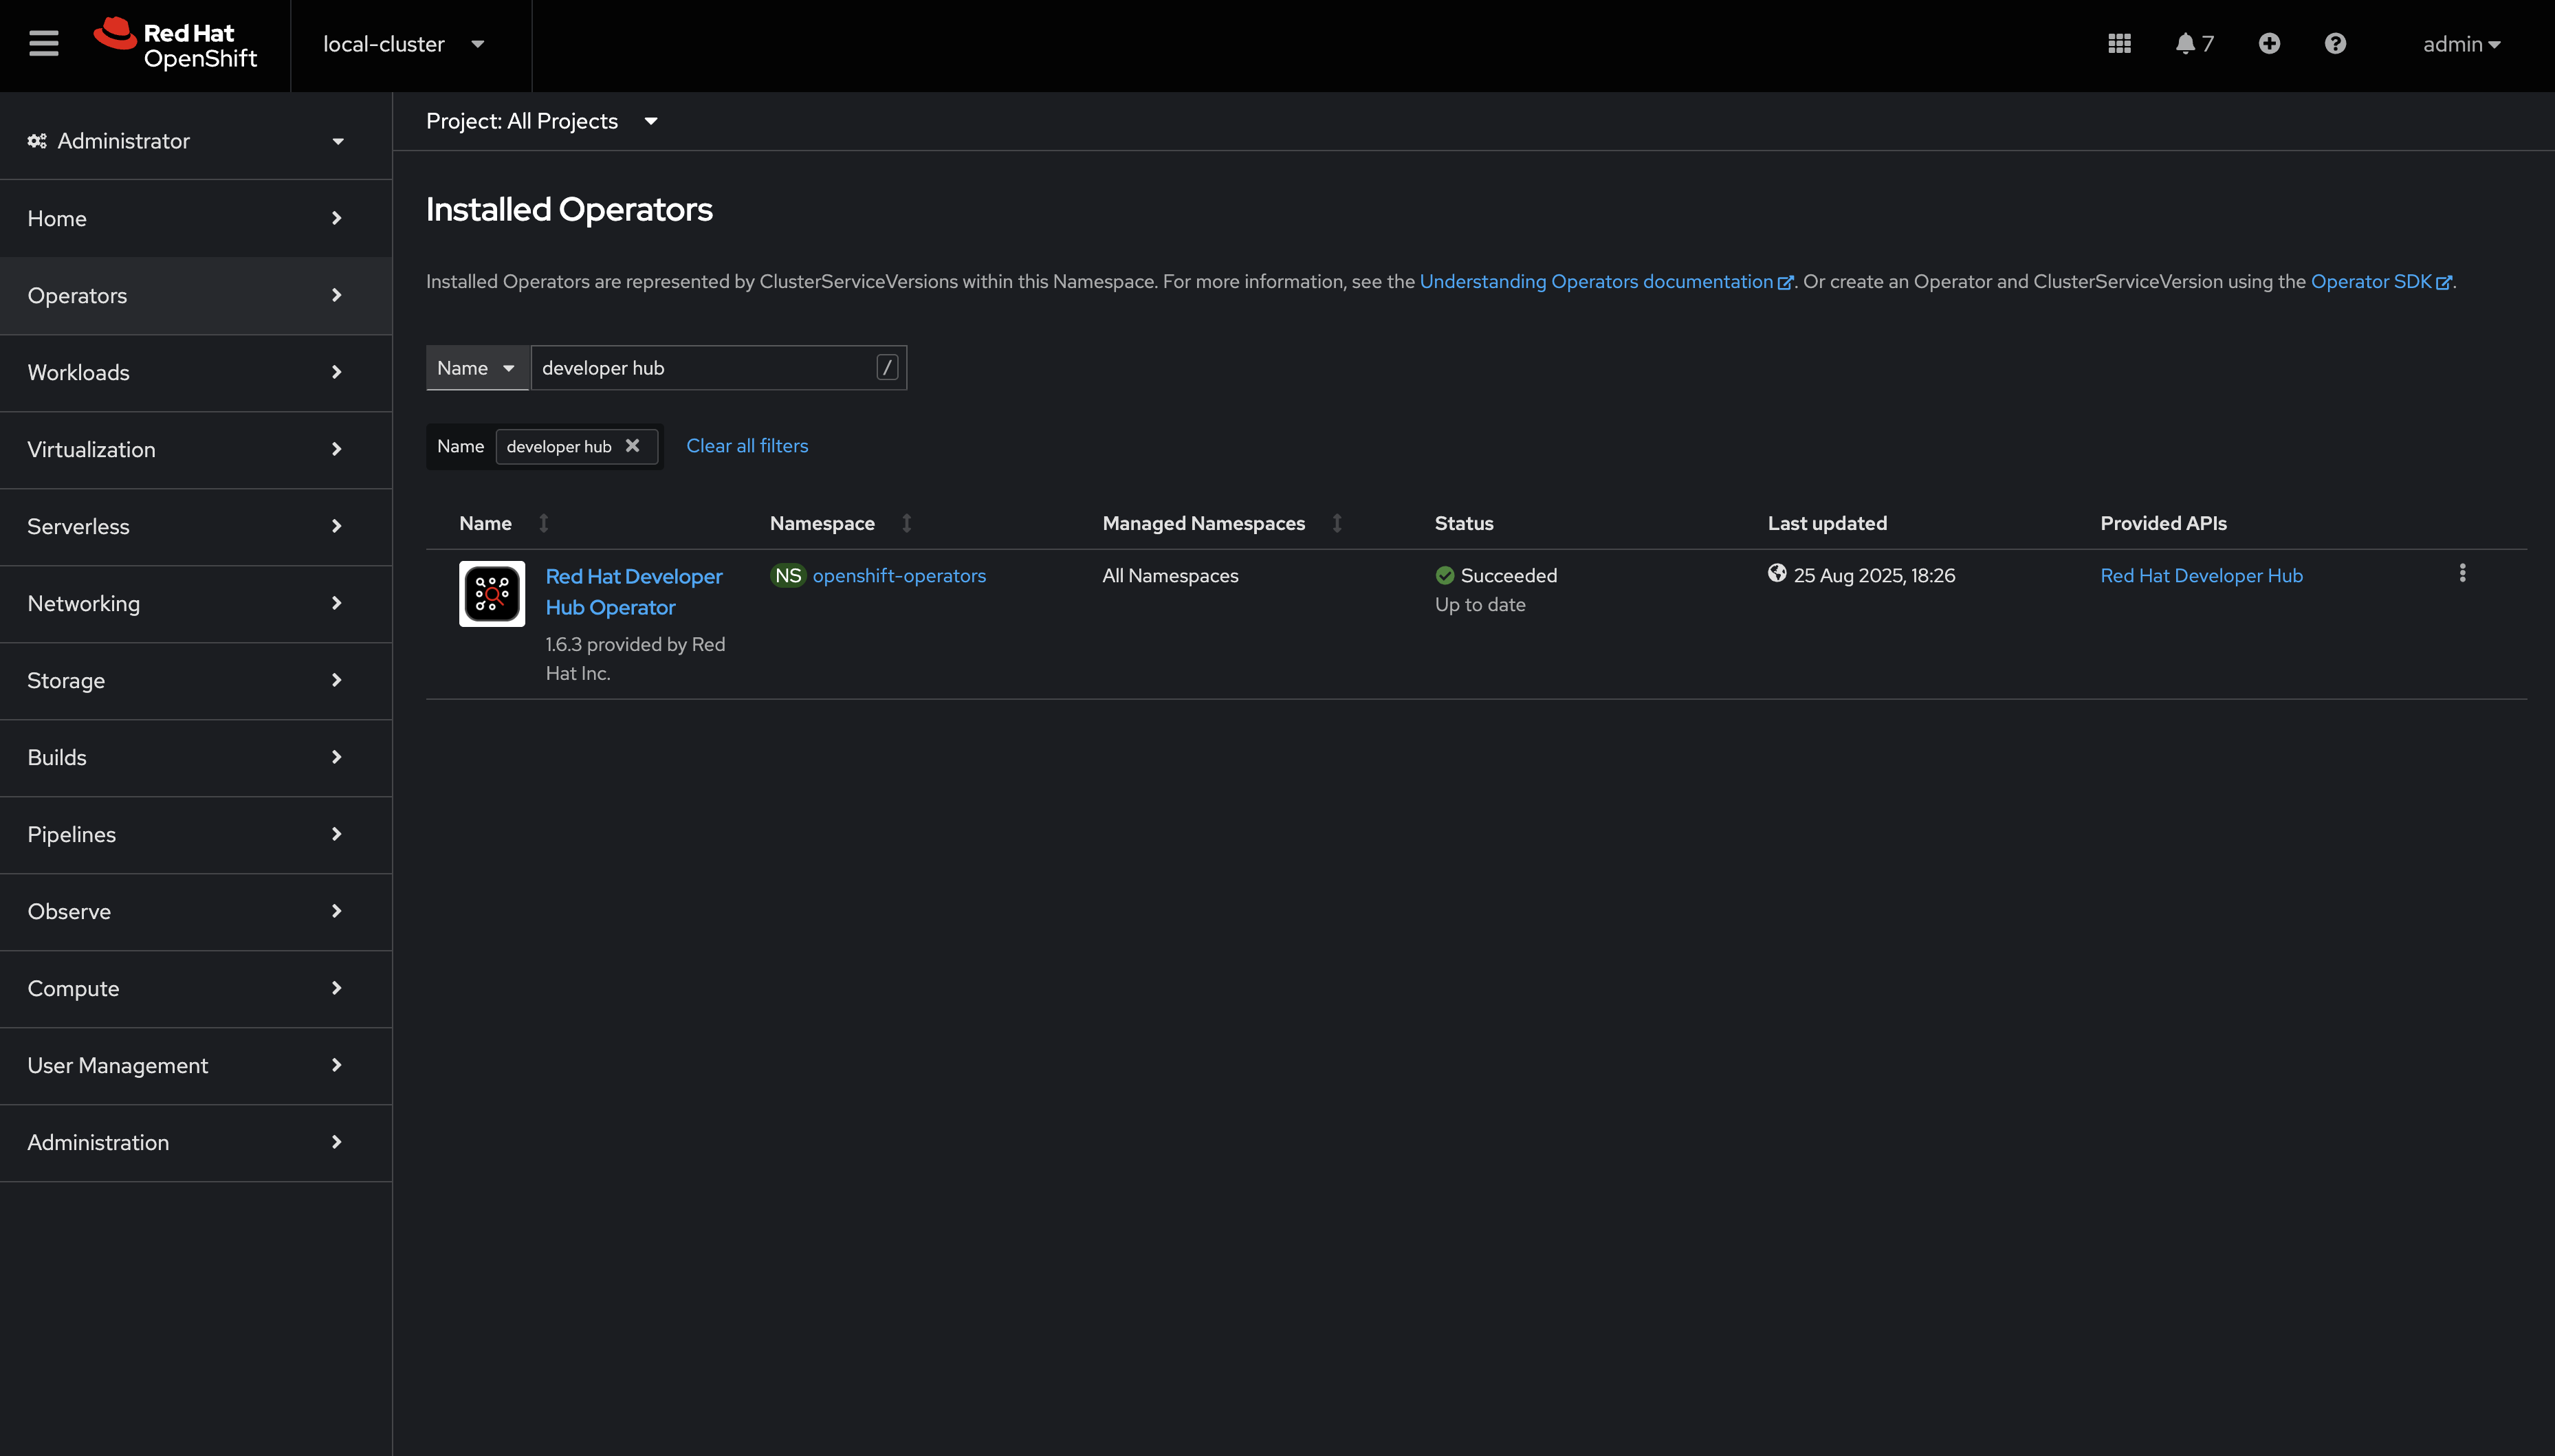 Red Hat
OpenShift
local-cluster
7
admin
Administrator
Home
Operators
Workloads
Virtualization
Serverless
Networking
Storage
Builds
Pipelines
Observe
Compute
User Management
Administration
Project: All Projects
Installed Operators
Installed Operators are represented by ClusterServiceVersions within this Namespace. For more information, see the Understanding Operators documentation. Or create an Operator and ClusterServiceVersion using the Operator SDK.
Name developer hub /
Name developer hub Clear all filters
Name Namespace Managed Namespaces Status Last updated Provided APIs
Red Hat Developer NS openshift-operators All Namespaces Succeeded 25 Aug 2025, 18:26 Red Hat Developer Hub
Hub Operator Up to date
1.6.3 provided by Red
Hat Inc.